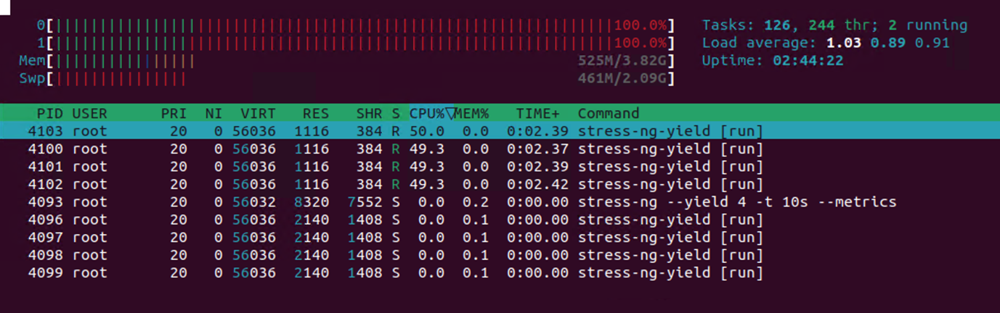 0[||||||||||||||||||||||||||||||||||||||||||||||||||||||||||||||||100.0%] Tasks: 126, 244 thr; 2 running
1[||||||||||||||||||||||||||||||||||||||||||||||||||||||||||||||||100.0%] Load average: 1.03 0.89 0.91
Mem[|||||||||||||||| 525M/3.82G] Uptime: 02:44:22
Swp[||||||||||||||| 461M/2.09G]
PID USER PRI NI VIRT RES SHR S CPU%▽MEM% TIME+ Command
4103 root 20 0 56036 1116 384 R 50.0 0.0 0:02.39 stress-ng-yield [run]
4100 root 20 0 56036 1116 384 R 49.3 0.0 0:02.37 stress-ng-yield [run]
4101 root 20 0 56036 1116 384 R 49.3 0.0 0:02.39 stress-ng-yield [run]
4102 root 20 0 56036 1116 384 R 49.3 0.0 0:02.42 stress-ng-yield [run]
4093 root 20 0 56032 8320 7552 S 0.0 0.2 0:00.00 stress-ng --yield 4 -t 10s --metrics
4096 root 20 0 56036 2140 1408 S 0.0 0.1 0:00.00 stress-ng-yield [run]
4097 root 20 0 56036 2140 1408 S 0.0 0.1 0:00.00 stress-ng-yield [run]
4098 root 20 0 56036 2140 1408 S 0.0 0.1 0:00.00 stress-ng-yield [run]
4099 root 20 0 56036 2140 1408 S 0.0 0.1 0:00.00 stress-ng-yield [run]